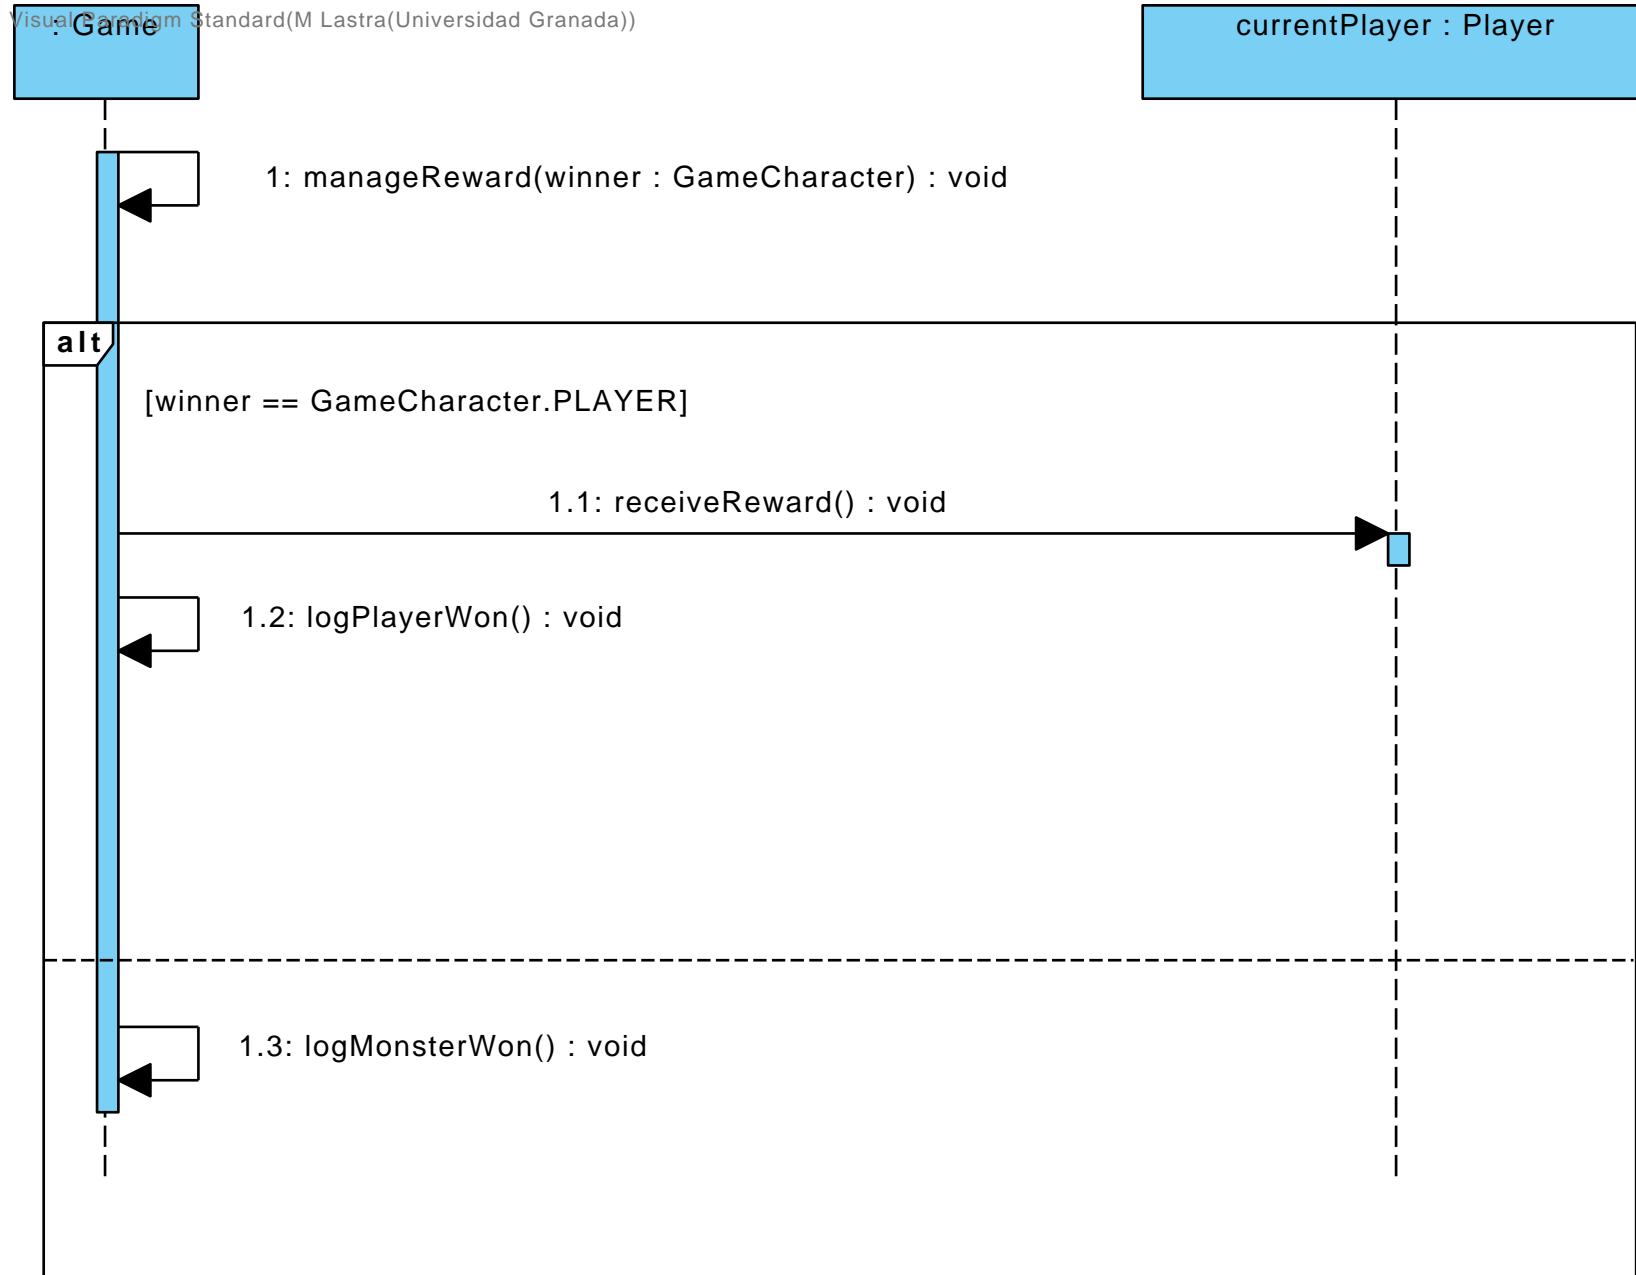 Visual Paradigm Standard(M Lastra(Universidad Granada))
: Game
currentPlayer : Player
1: manageReward(winner : GameCharacter) : void
alt
[winner == GameCharacter.PLAYER]
1.1: receiveReward() : void
1.2: logPlayerWon() : void
1.3: logMonsterWon() : void